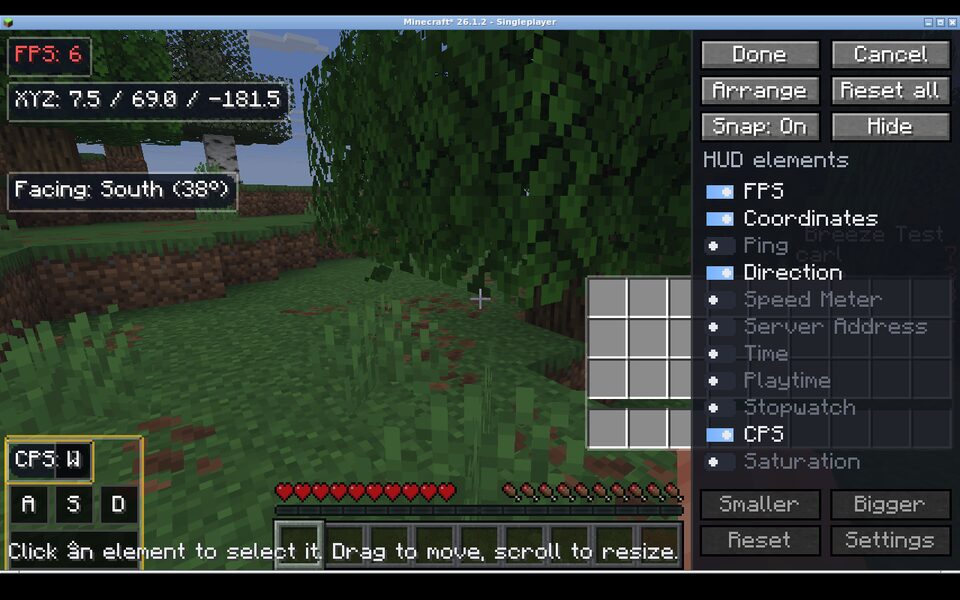 Minecraft* 26.1.2 - Singleplayer
FPS: 6
XYZ: 7.5 / 69.0 / -181.5
Facing: South (38°)
Done
Cancel
Arrange
Reset all
Snap: On
Hide
HUD elements
FPS
Coordinates
Ping
Direction
Speed Meter
Server Address
Time
Playtime
Stopwatch
CPS
Saturation
Smaller
Bigger
Reset
Settings
CPS: W
A S D
Click an element to select it. Drag to move, scroll to resize.